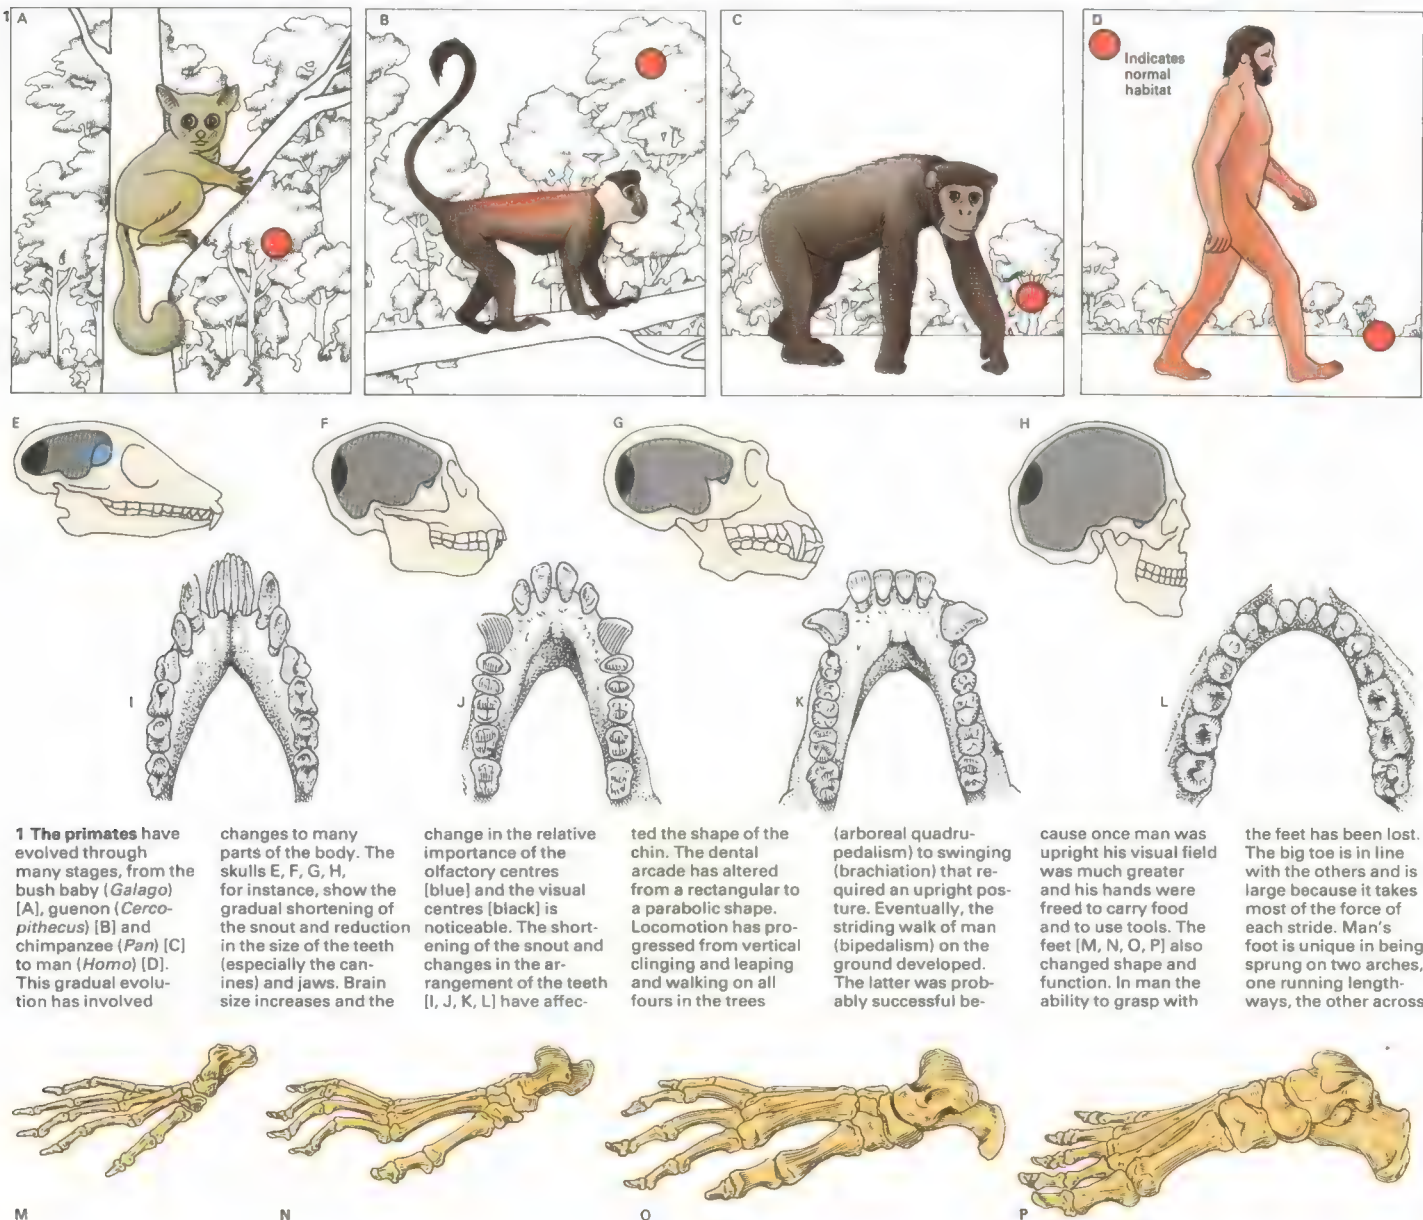 1
A
B
C
D
Indicates
normal
habitat
E
F
G
H
I
J
K
L
1 The primates have
evolved through
many stages, from the
bush baby (Galago)
[A], guenon (Cerco-
pithecus) [B] and
chimpanzee (Pan) [C]
to man (Homo) [D].
This gradual evolu-
tion has involved
changes to many
parts of the body. The
skulls E, F, G, H,
for instance, show the
gradual shortening of
the snout and reduction
in the size of the teeth
(especially the can-
ines) and jaws. Brain
size increases and the
change in the relative
importance of the
olfactory centres
[blue] and the visual
centres [black] is
noticeable. The short-
ening of the snout and
changes in the ar-
rangement of the teeth
[I, J, K, L] have affec-
ted the shape of the
chin. The dental
arcade has altered
from a rectangular to
a parabolic shape.
Locomotion has pro-
gressed from vertical
clinging and leaping
and walking on all
fours in the trees
(arboreal quadru-
pedalism) to swinging
(brachiation) that re-
quired an upright pos-
ture. Eventually, the
striding walk of man
(bipedalism) on the
ground developed.
The latter was prob-
ably successful be-
cause once man was
upright his visual field
was much greater
and his hands were
freed to carry food
and to use tools. The
feet [M, N, O, P] also
changed shape and
function. In man the
ability to grasp with
the feet has been lost.
The big toe is in line
with the others and is
large because it takes
most of the force of
each stride. Man's
foot is unique in being
sprung on two arches,
one running length-
ways, the other across
M
N
O
P